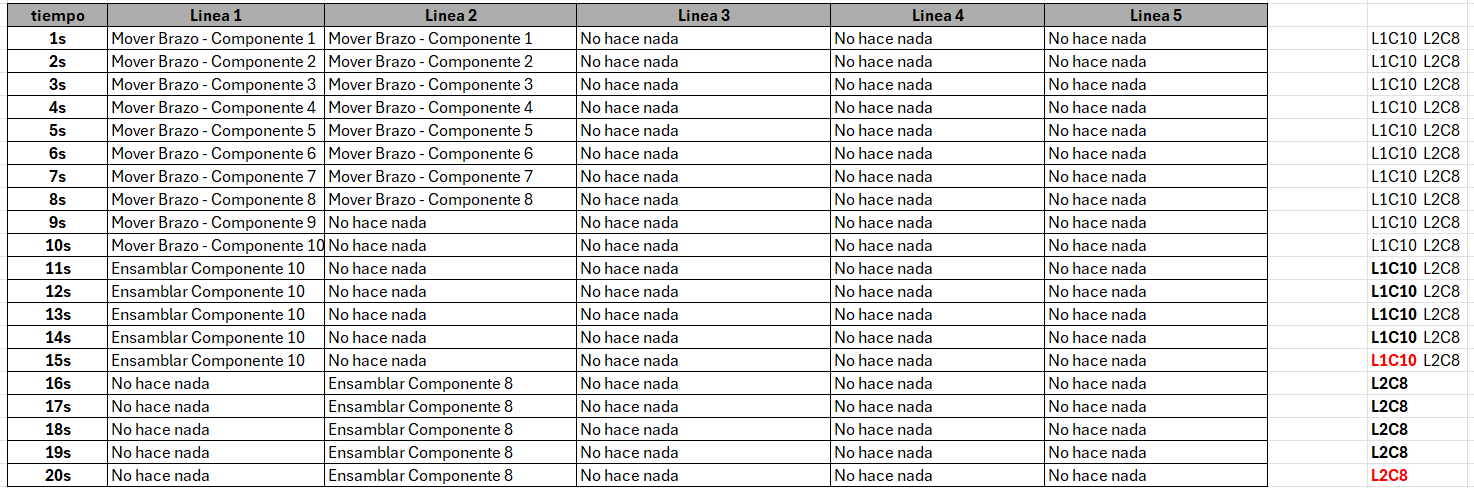 tiempo Linea 1 Linea 2 Linea 3 Linea 4 Linea 5
1s Mover Brazo - Componente 1 Mover Brazo - Componente 1 No hace nada No hace nada No hace nada L1C10 L2C8
2s Mover Brazo - Componente 2 Mover Brazo - Componente 2 No hace nada No hace nada No hace nada L1C10 L2C8
3s Mover Brazo - Componente 3 Mover Brazo - Componente 3 No hace nada No hace nada No hace nada L1C10 L2C8
4s Mover Brazo - Componente 4 Mover Brazo - Componente 4 No hace nada No hace nada No hace nada L1C10 L2C8
5s Mover Brazo - Componente 5 Mover Brazo - Componente 5 No hace nada No hace nada No hace nada L1C10 L2C8
6s Mover Brazo - Componente 6 Mover Brazo - Componente 6 No hace nada No hace nada No hace nada L1C10 L2C8
7s Mover Brazo - Componente 7 Mover Brazo - Componente 7 No hace nada No hace nada No hace nada L1C10 L2C8
8s Mover Brazo - Componente 8 Mover Brazo - Componente 8 No hace nada No hace nada No hace nada L1C10 L2C8
9s Mover Brazo - Componente 9 No hace nada No hace nada No hace nada No hace nada L1C10 L2C8
10s Mover Brazo - Componente 10 No hace nada No hace nada No hace nada No hace nada L1C10 L2C8
11s Ensamblar Componente 10 No hace nada No hace nada No hace nada No hace nada L1C10 L2C8
12s Ensamblar Componente 10 No hace nada No hace nada No hace nada No hace nada L1C10 L2C8
13s Ensamblar Componente 10 No hace nada No hace nada No hace nada No hace nada L1C10 L2C8
14s Ensamblar Componente 10 No hace nada No hace nada No hace nada No hace nada L1C10 L2C8
15s Ensamblar Componente 10 No hace nada No hace nada No hace nada No hace nada L1C10 L2C8
16s No hace nada Ensamblar Componente 8 No hace nada No hace nada No hace nada L2C8
17s No hace nada Ensamblar Componente 8 No hace nada No hace nada No hace nada L2C8
18s No hace nada Ensamblar Componente 8 No hace nada No hace nada No hace nada L2C8
19s No hace nada Ensamblar Componente 8 No hace nada No hace nada No hace nada L2C8
20s No hace nada Ensamblar Componente 8 No hace nada No hace nada No hace nada L2C8